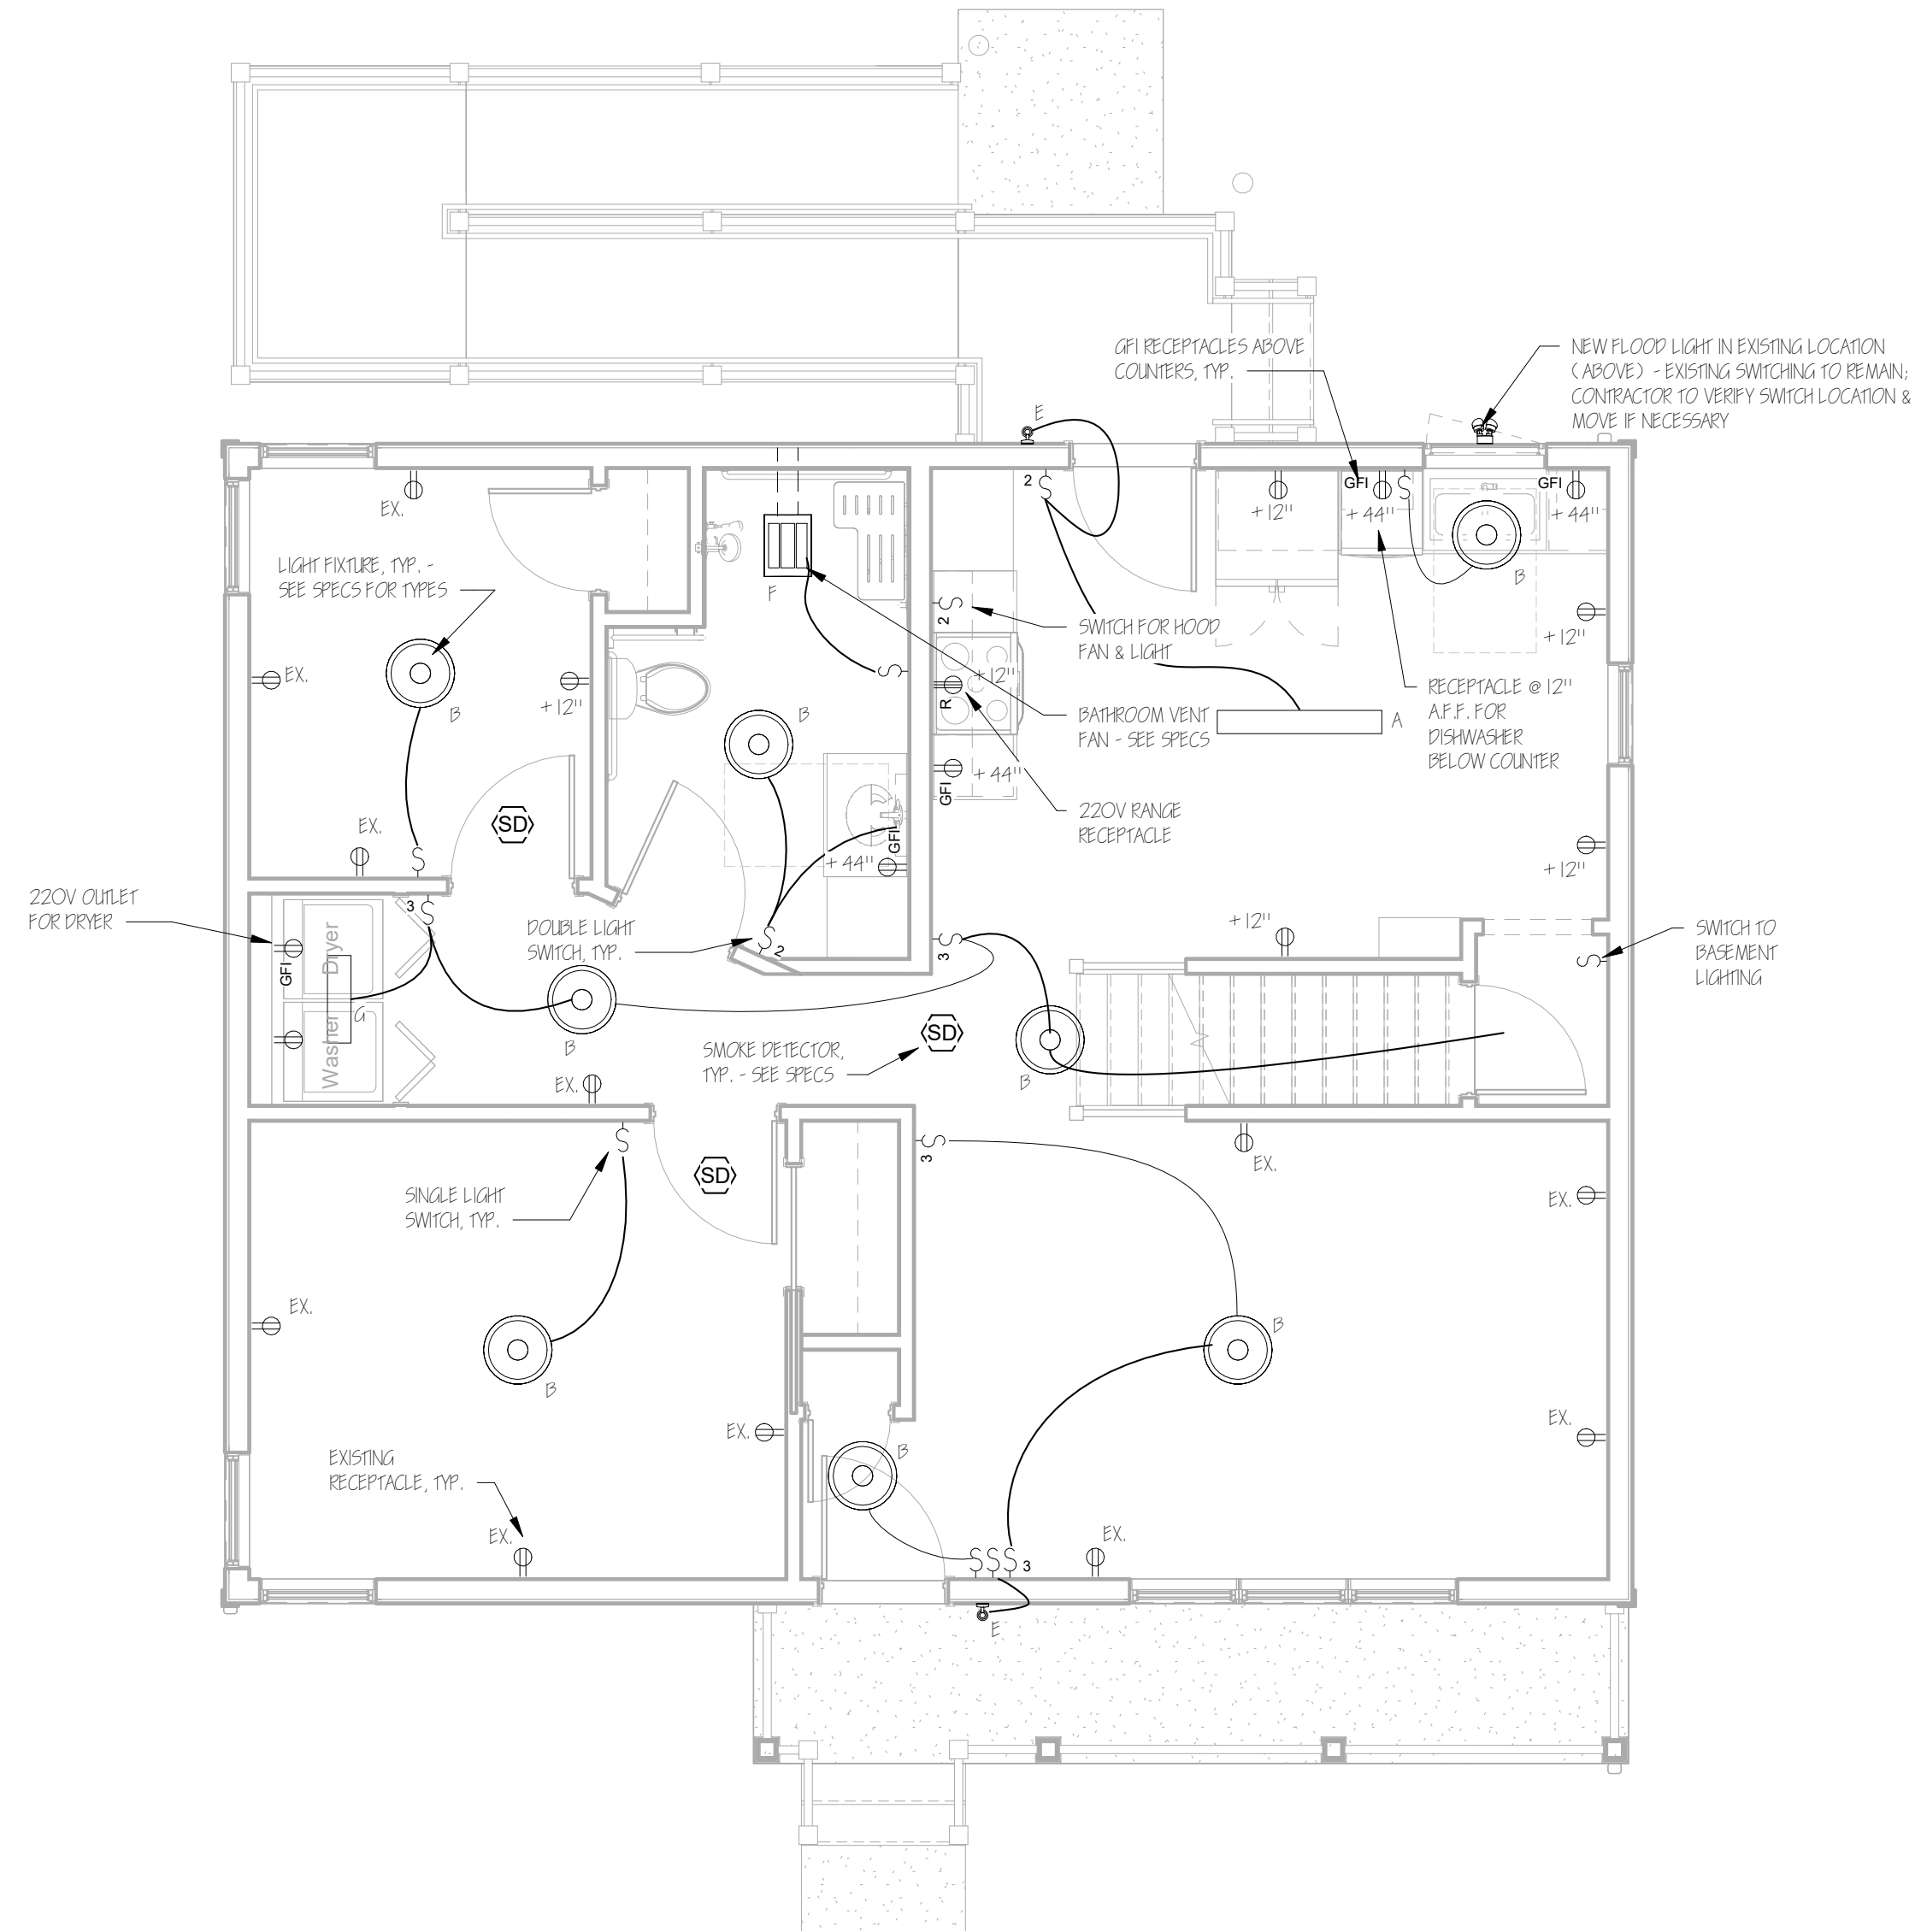 GFI RECEPTACLES ABOVE
COUNTERS, TYP.
NEW FLOOD LIGHT IN EXISTING LOCATION
(ABOVE) - EXISTING SWITCHING TO REMAIN;
CONTRACTOR TO VERIFY SWITCH LOCATION &
MOVE IF NECESSARY
E
2
GFI
GFI
EX.
+12"
+44"
+44"
LIGHT FIXTURE, TYP. -
SEE SPECS FOR TYPES
B
F
2
SWITCH FOR HOOD
FAN & LIGHT
+12"
EX.
+12"
R
+12"
RECEPTACLE @ 12"
A.F.F. FOR
DISHWASHER
BELOW COUNTER
B
B
BATHROOM VENT
FAN - SEE SPECS
A
+44"
GFI
220V RANGE
RECEPTACLE
SD
EX.
GFI
+44"
+12"
220V OUTLET
FOR DRYER
3
Dryer
GFI
DOUBLE LIGHT
SWITCH, TYP.
2
3
+12"
SWITCH TO
BASEMENT
LIGHTING
G
Washer
B
SMOKE DETECTOR,
TYP. - SEE SPECS
SD
B
EX.
3
EX.
SINGLE LIGHT
SWITCH, TYP.
SD
EX.
EX.
B
B
EX.
EX.
B
EXISTING
RECEPTACLE, TYP.
EX.
EX.
3
E